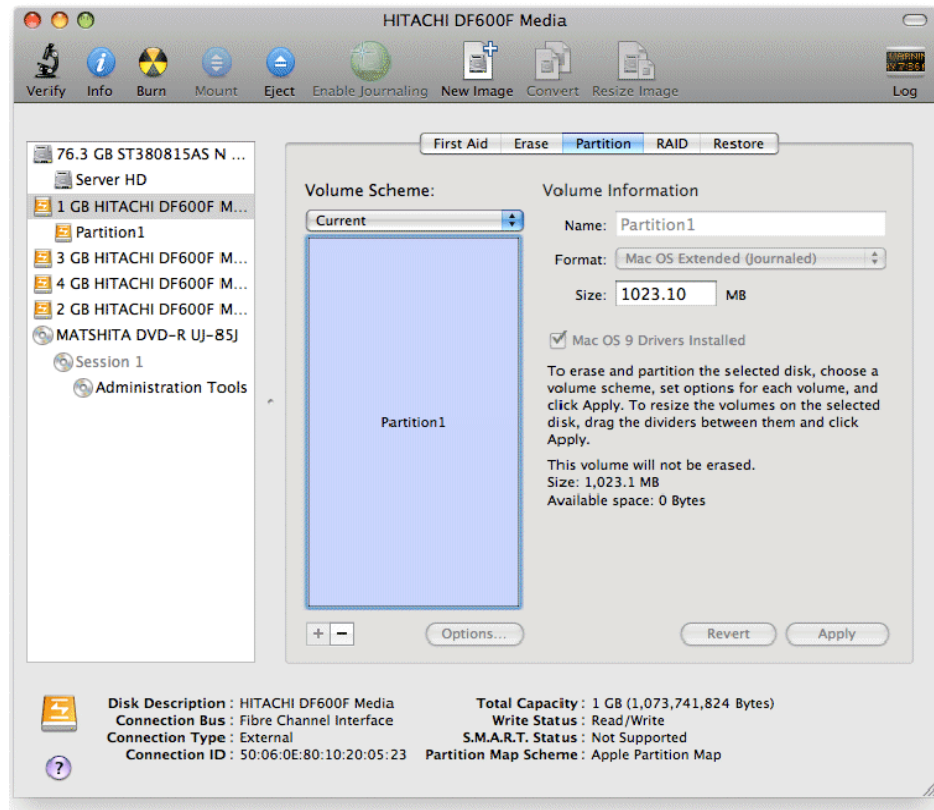 HITACHI DF600F Media
Verify Info Burn Mount Eject Enable Journaling New Image Convert Resize Image Log
First Aid Erase Partition RAID Restore
76.3 GB ST380815AS N ...
Server HD
1 GB HITACHI DF600F M...
Partition1
3 GB HITACHI DF600F M...
4 GB HITACHI DF600F M...
2 GB HITACHI DF600F M...
MATSHITA DVD-R UJ-85J
Session 1
Administration Tools
Volume Scheme:
Current
Partition1
+ −
Options...
Volume Information
Name: Partition1
Format: Mac OS Extended (Journaled)
Size: 1023.10 MB
Mac OS 9 Drivers Installed
To erase and partition the selected disk, choose a
volume scheme, set options for each volume, and
click Apply. To resize the volumes on the selected
disk, drag the dividers between them and click
Apply.
This volume will not be erased.
Size: 1,023.1 MB
Available space: 0 Bytes
Revert Apply
Disk Description : HITACHI DF600F Media
Connection Bus : Fibre Channel Interface
Connection Type : External
Connection ID : 50:06:0E:80:10:20:05:23
Total Capacity : 1 GB (1,073,741,824 Bytes)
Write Status : Read/Write
S.M.A.R.T. Status : Not Supported
Partition Map Scheme : Apple Partition Map
?